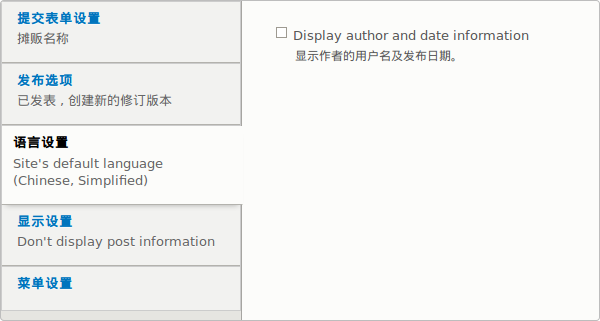 提交表单设置
摊贩名称
发布选项
已发表，创建新的修订版本
语言设置
Site's default language
(Chinese, Simplified)
显示设置
Don't display post information
菜单设置
Display author and date information
显示作者的用户名及发布日期。